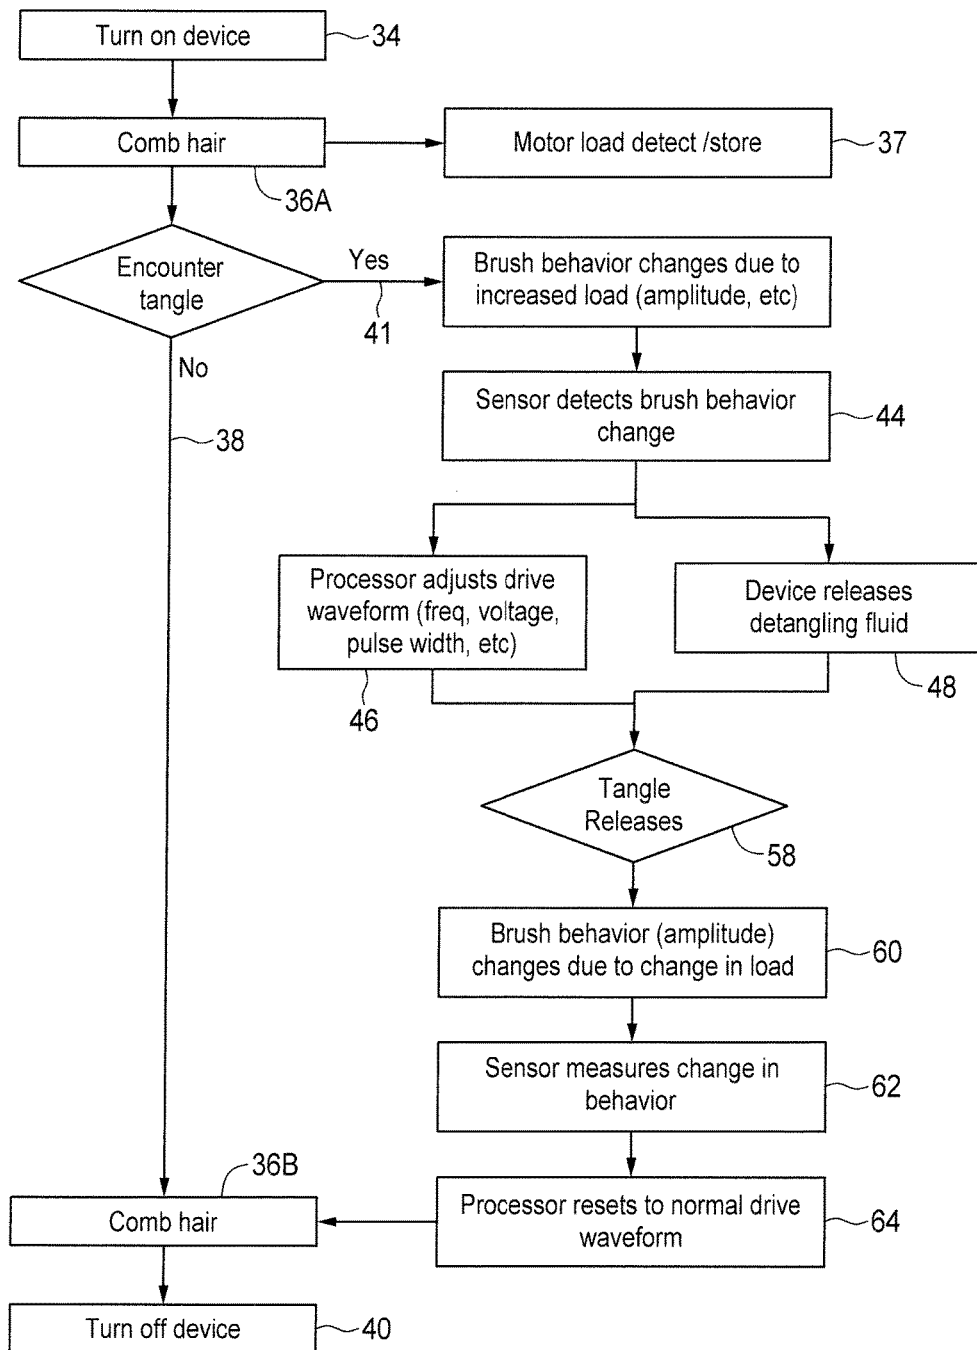 Turn on device
34
Comb hair
36A
Motor load detect /store
37
Encounter
tangle
Yes
41
No
38
Brush behavior changes due to
increased load (amplitude, etc)
Sensor detects brush behavior
change
44
Processor adjusts drive
waveform (freq, voltage,
pulse width, etc)
46
Device releases
detangling fluid
48
Tangle
Releases
58
Brush behavior (amplitude)
changes due to change in load
60
Sensor measures change in
behavior
62
Processor resets to normal drive
waveform
64
36B
Comb hair
Turn off device
40